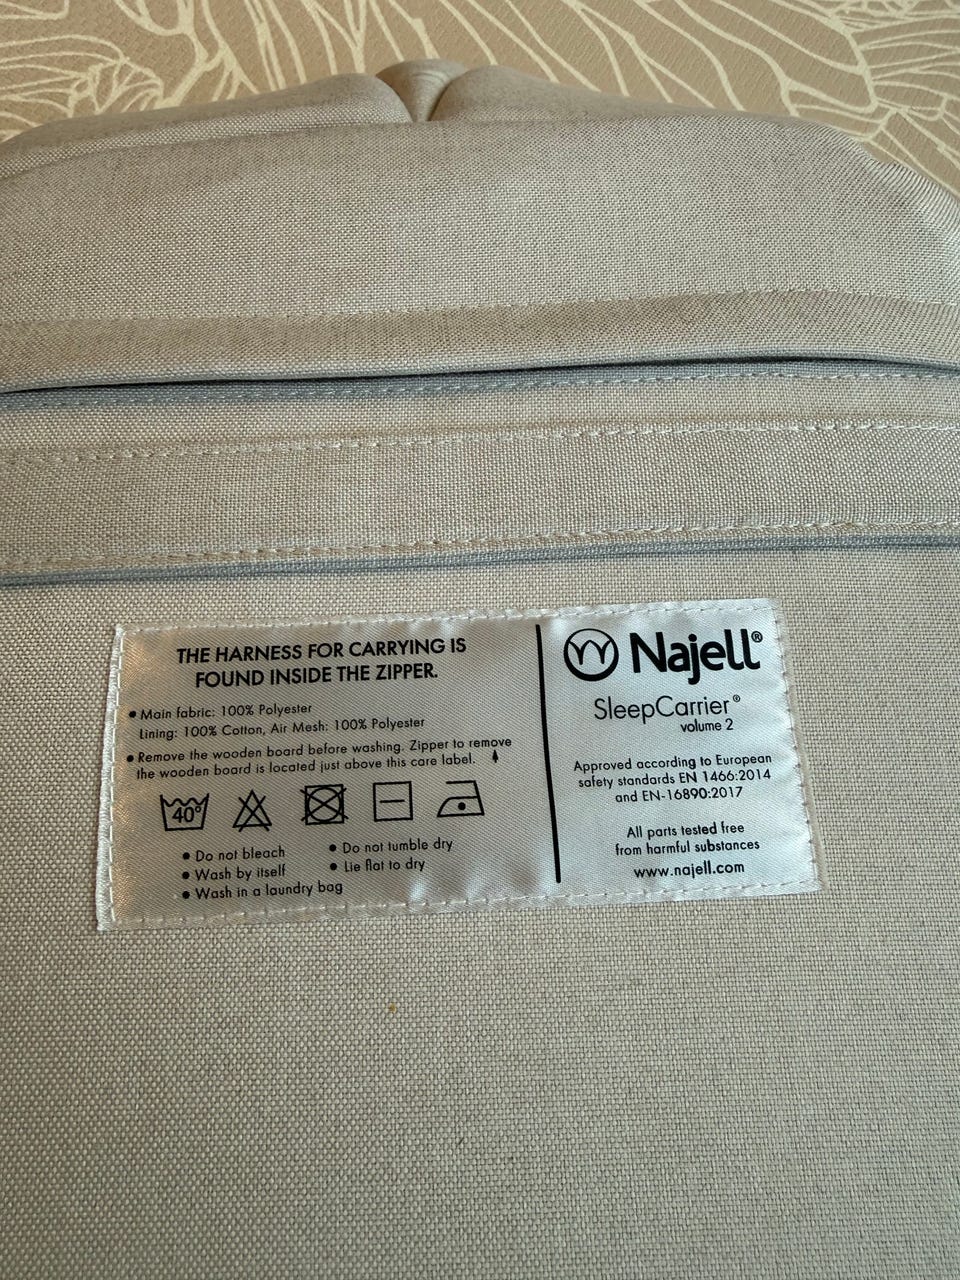 THE HARNESS FOR CARRYING IS
FOUND INSIDE THE ZIPPER.
• Main fabric: 100% Polyester
Lining: 100% Cotton, Air Mesh: 100% Polyester
• Remove the wooden board before washing. Zipper to remove
the wooden board is located just above this care label.
40°
• Do not bleach
• Wash by itself
• Wash in a laundry bag
• Do not tumble dry
• Lie flat to dry
Najell®
SleepCarrier®
volume 2
Approved according to European
safety standards EN 1466:2014
and EN-16890:2017
All parts tested free
from harmful substances
www.najell.com